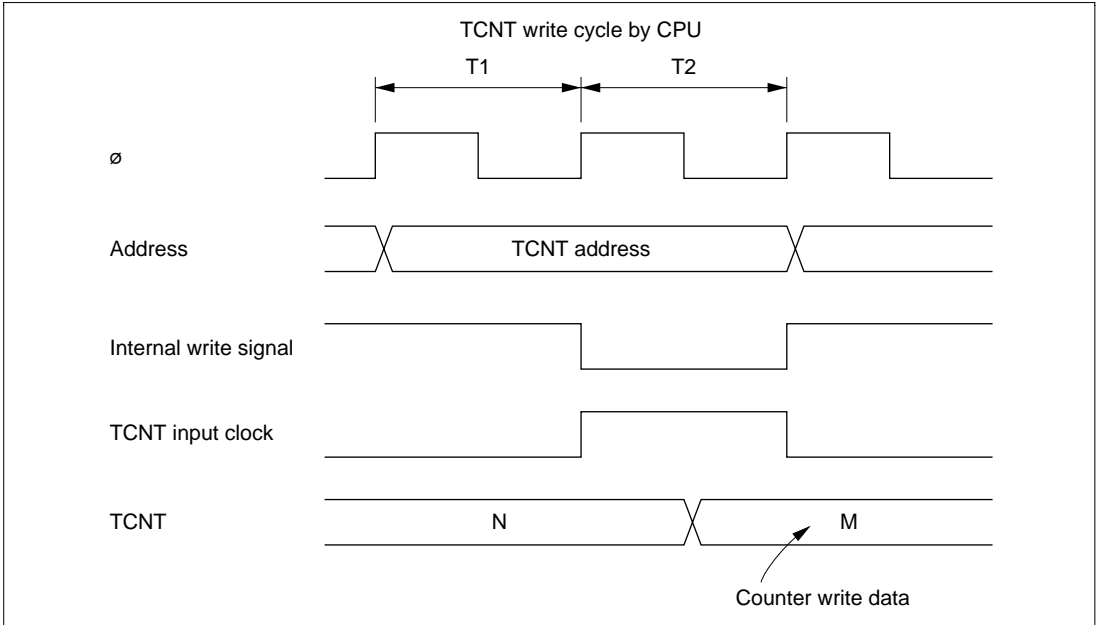 TCNT write cycle by CPU
T1 T2
ø
Address TCNT address
Internal write signal
TCNT input clock
TCNT N M
Counter write data